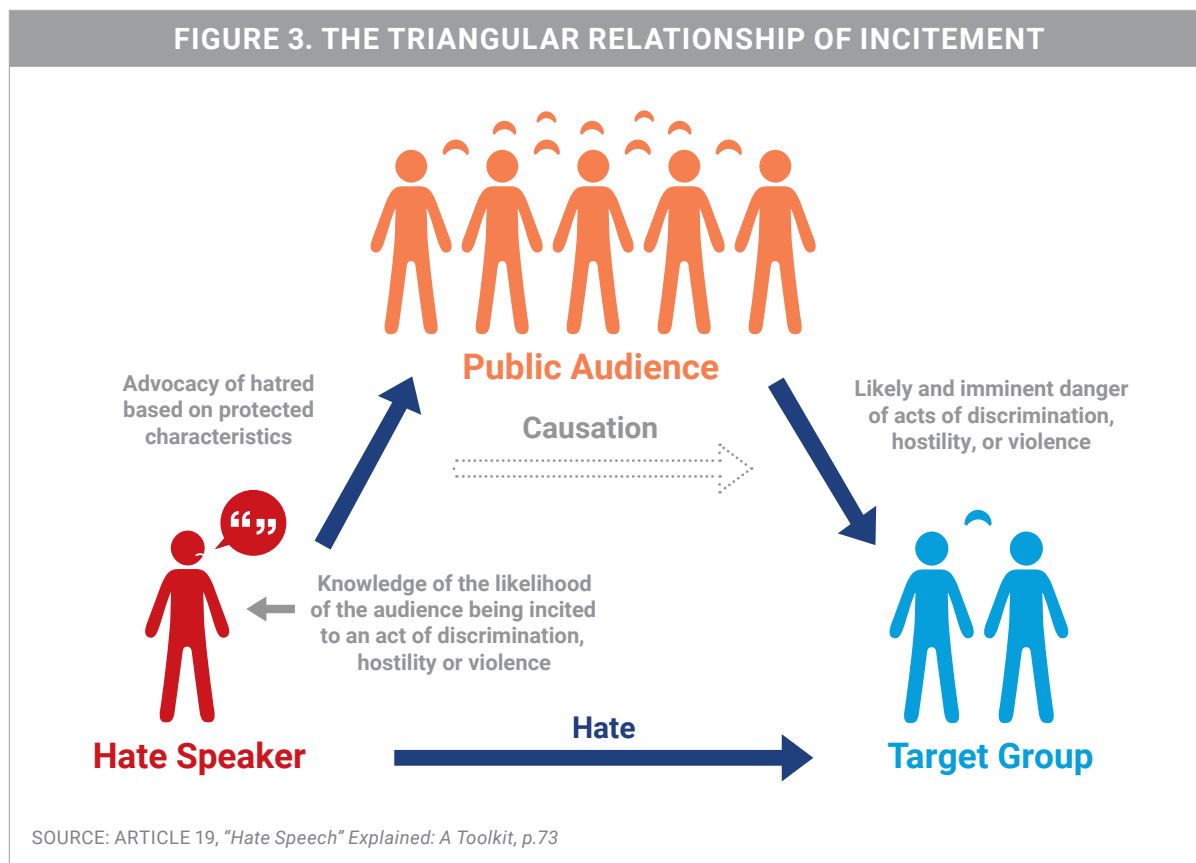 FIGURE 3. THE TRIANGULAR RELATIONSHIP OF INCITEMENT
Public Audience
Advocacy of hatred
based on protected
characteristics
Causation
Likely and imminent danger
of acts of discrimination,
hostility, or violence
“„
Knowledge of the likelihood
of the audience being incited
to an act of discrimination,
hostility or violence
Hate
Hate Speaker
Target Group
SOURCE: ARTICLE 19, “Hate Speech” Explained: A Toolkit, p.73